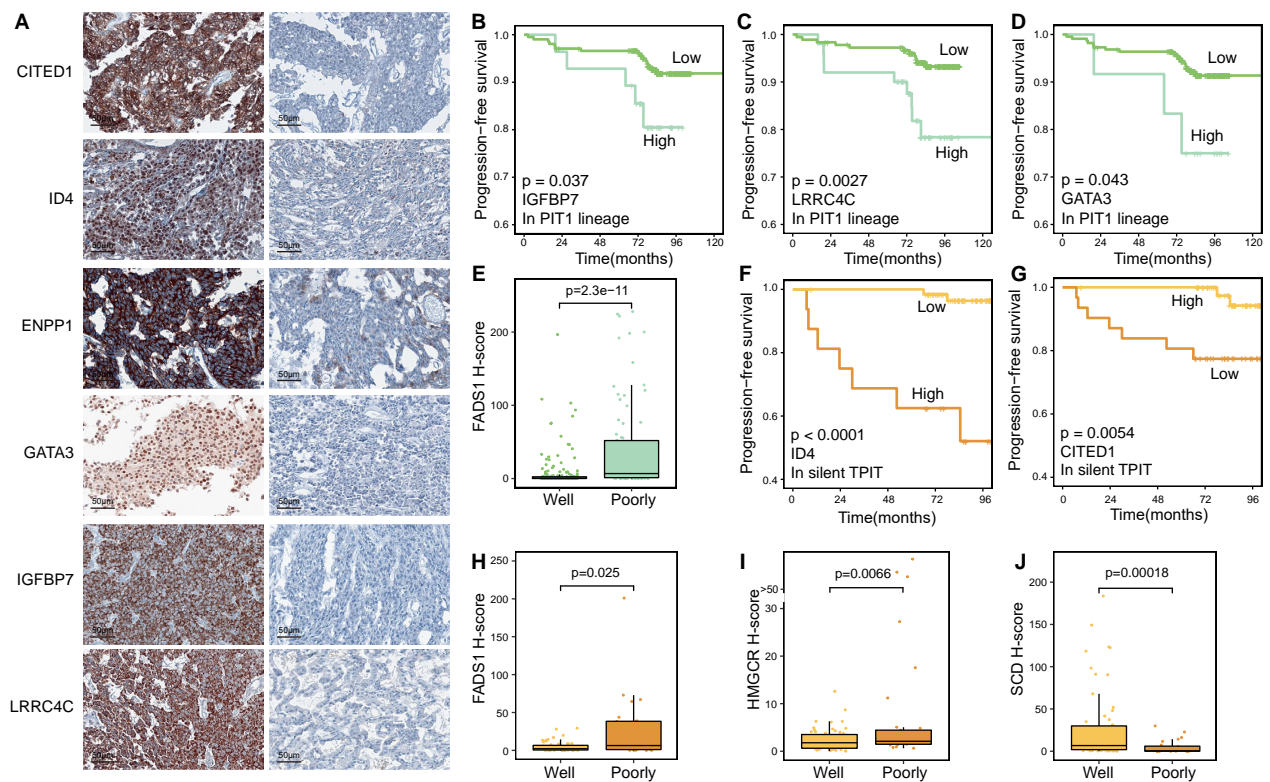 A
CITED1
50μm
50μm
ID4
50μm
50μm
ENPP1
50μm
50μm
GATA3
50μm
50μm
IGFBP7
50μm
50μm
LRRC4C
50μm
50μm
B
Progression−free survival
1.0
0.9
0.8
0.7
0.6
Low
High
p = 0.037
IGFBP7
In PIT1 lineage
0 24 48 72 96 120
Time(months)
C
Progression−free survival
1.0
0.9
0.8
0.7
0.6
Low
High
p = 0.0027
LRRC4C
In PIT1 lineage
0 24 48 72 96 120
Time(months)
D
Progression−free survival
1.0
0.9
0.8
0.7
0.6
Low
High
p = 0.043
GATA3
In PIT1 lineage
0 24 48 72 96 120
Time(months)
E
FADS1 H-score
200
100
0
p=2.3e−11
Well Poorly
F
Progression−free survival
1.0
0.8
0.6
0.4
Low
High
p < 0.0001
ID4
In silent TPIT
0 24 48 72 96
Time(months)
G
Progression−free survival
1.0
0.8
0.6
0.4
High
Low
p = 0.0054
CITED1
In silent TPIT
0 24 48 72 96
Time(months)
H
FADS1 H-score
250
200
150
100
50
0
p=0.025
Well Poorly
I
HMGCR H-score
>50
30
20
10
0
p=0.0066
Well Poorly
J
SCD H-score
200
150
100
50
0
p=0.00018
Well Poorly